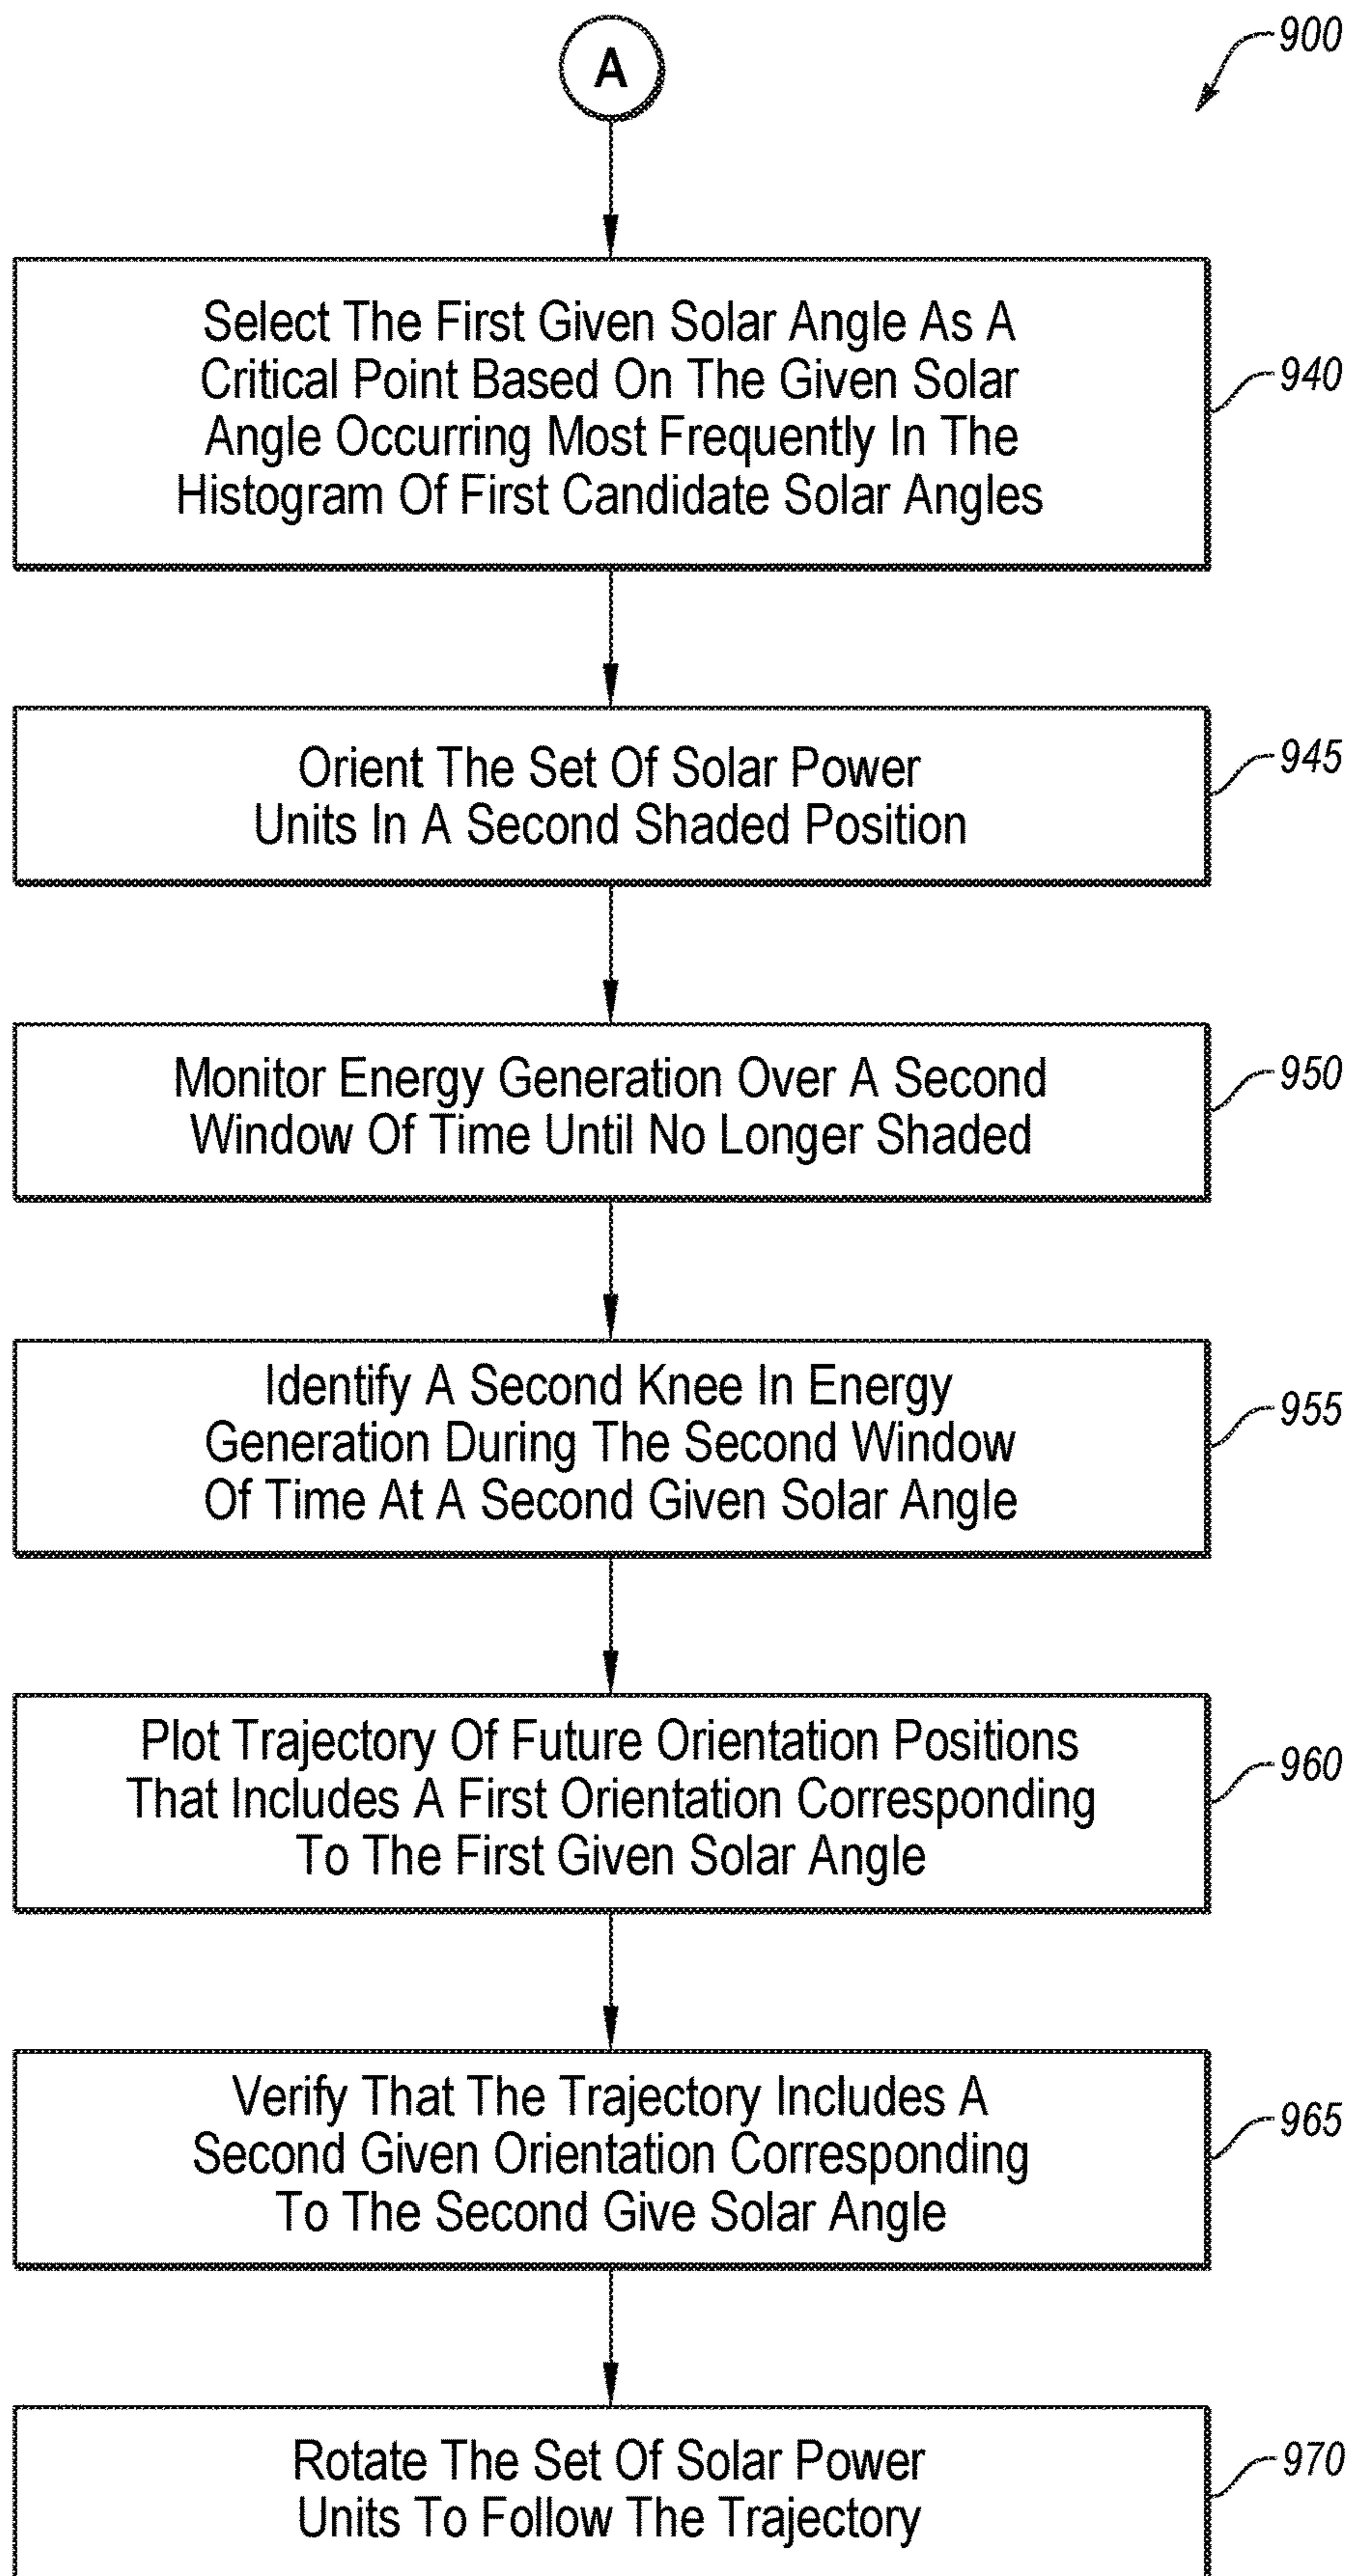 A
900
Select The First Given Solar Angle As A
Critical Point Based On The Given Solar
Angle Occurring Most Frequently In The
Histogram Of First Candidate Solar Angles
940
Orient The Set Of Solar Power
Units In A Second Shaded Position
945
Monitor Energy Generation Over A Second
Window Of Time Until No Longer Shaded
950
Identify A Second Knee In Energy
Generation During The Second Window
Of Time At A Second Given Solar Angle
955
Plot Trajectory Of Future Orientation Positions
That Includes A First Orientation Corresponding
To The First Given Solar Angle
960
Verify That The Trajectory Includes A
Second Given Orientation Corresponding
To The Second Give Solar Angle
965
Rotate The Set Of Solar Power
Units To Follow The Trajectory
970